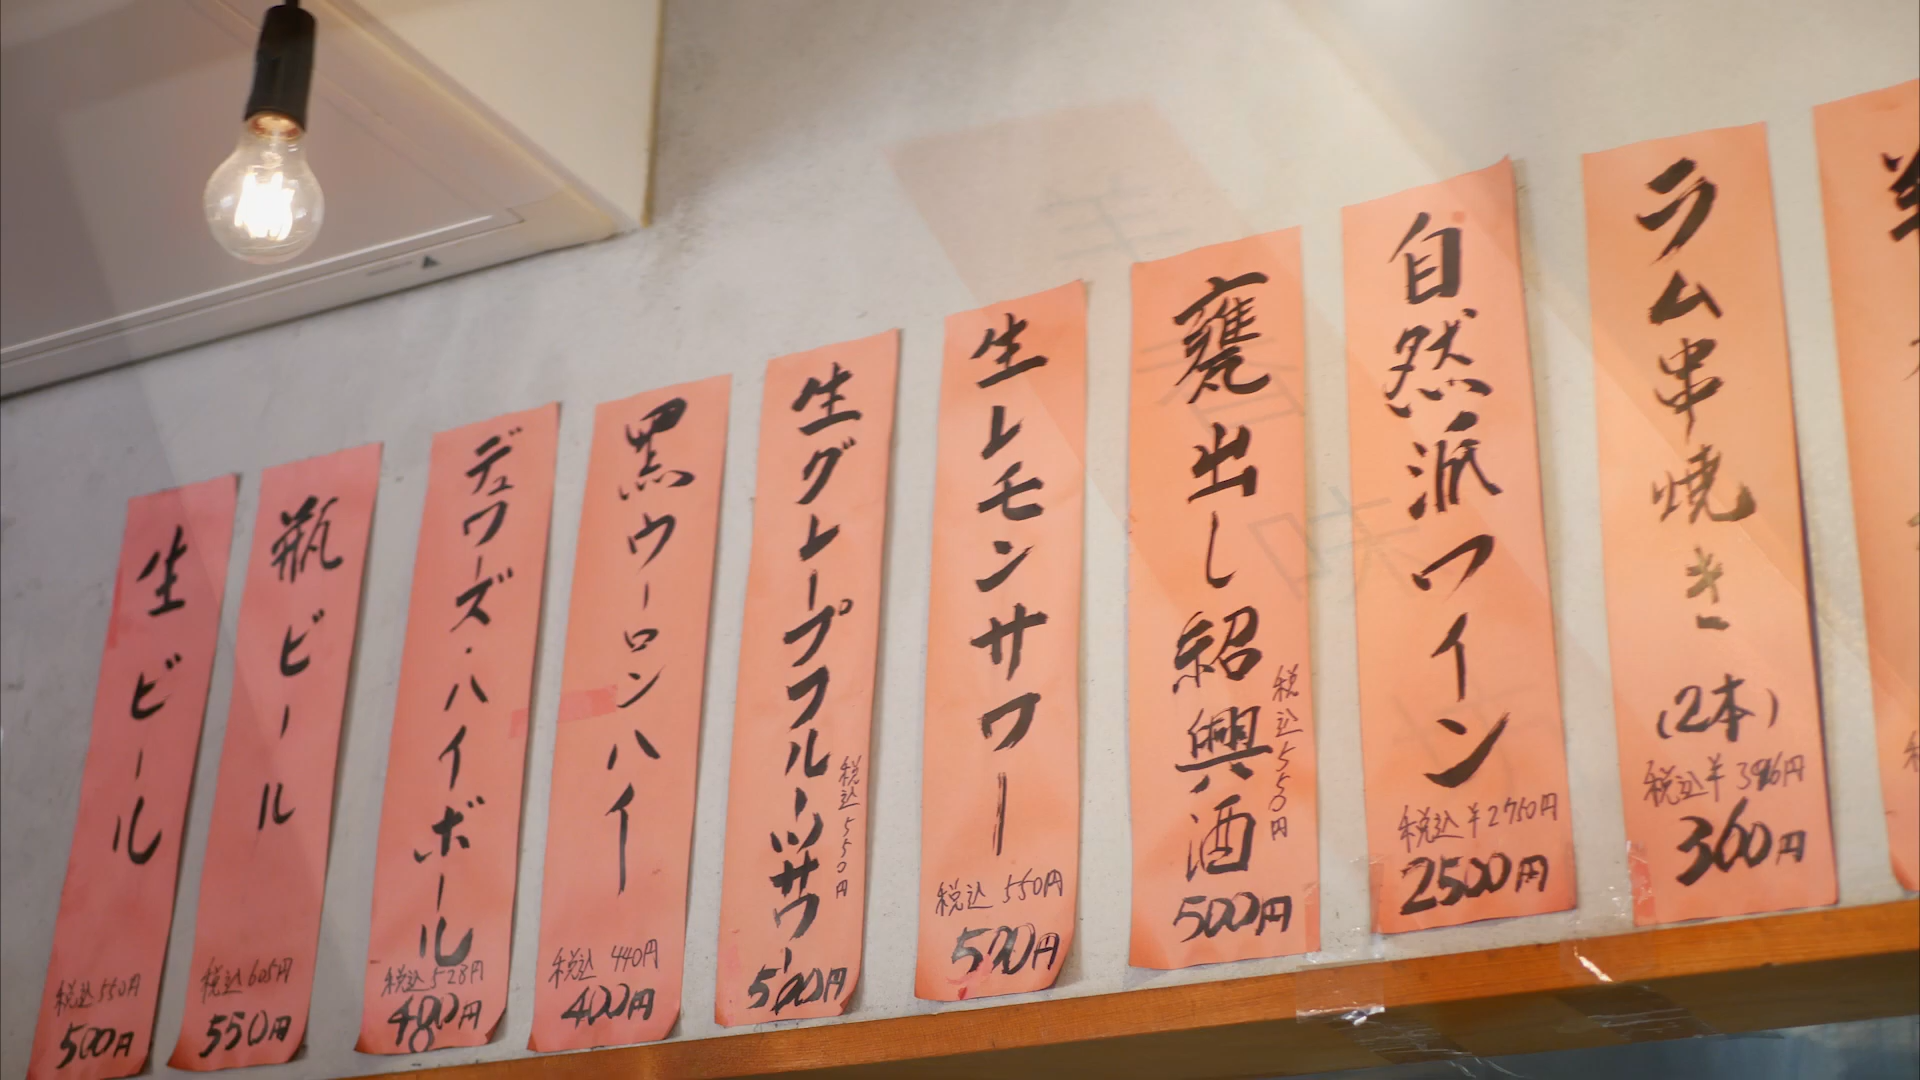 生ビール
税込550円
500円
瓶ビール
税込605円
550円
デュワーズ・ハイボール
税込528円
480円
黒ウーロンハイ
税込 440円
400円
生グレープフルーツサワー
税込550円
500円
生レモンサワー
税込 550円
500円
甕出し紹興酒
税込550円
500円
自然派ワイン
税込¥2750円
2500円
ラム串焼き
(2本)
税込¥396円
360円